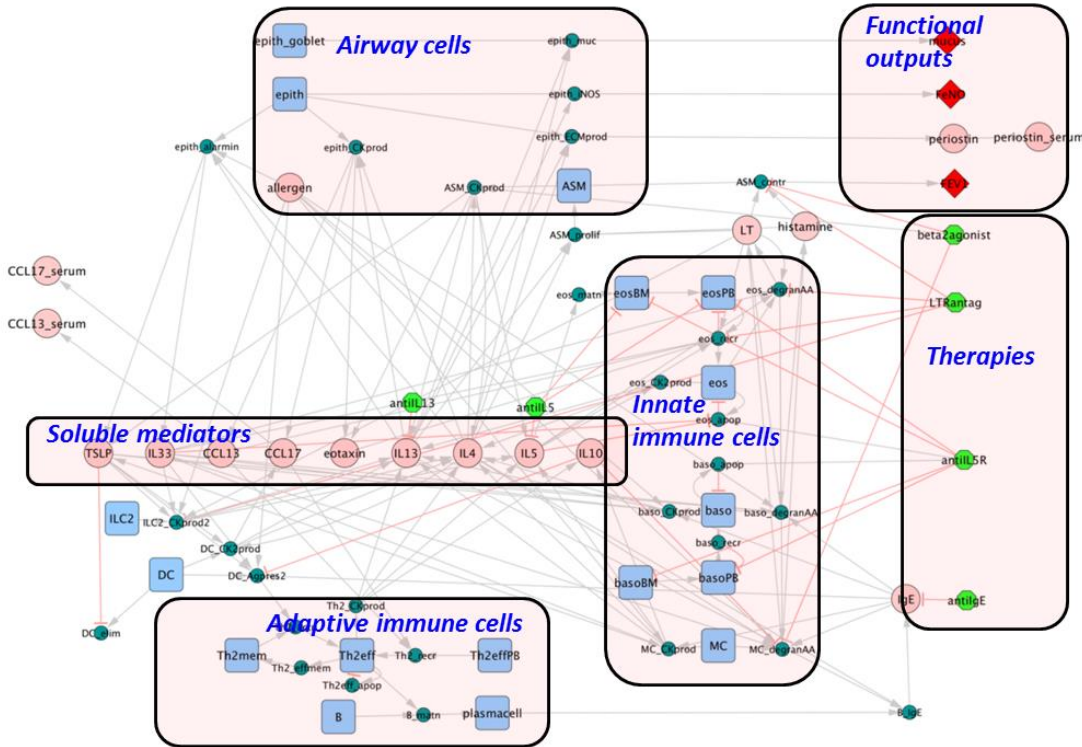 Airway cells
Functional
outputs
epith_goblet
epith_muc
mucus
epith
epith_iNOS
FeNO
epith_alarmin
epith_CKprod
epith_ECMprod
periostin
periostin_serum
allergen
ASM_CKprod
ASM
ASM_contr
FEV1
ASM_prolif
LT
histamine
beta2agonist
CCL17_serum
eos_matn
eosBM
eosPB
eos_degranAA
LTRantag
CCL13_serum
eos_recr
Therapies
antiIL13
antiIL5
eos_CK2prod
eos
Innate
immune cells
eos_apop
Soluble mediators
TSLP
IL33
CCL13
CCL17
eotaxin
IL13
IL4
IL5
IL10
baso_apop
antiIL5R
ILC2
ILC2_CKprod2
baso_CKprod
baso
baso_degranAA
DC_CK2prod
baso_recr
DC
DC_Agpres2
basoBM
basoPB
IgE
antiIgE
DC_elim
Th2_CKprod
Adaptive immune cells
Th2mem
Th2eff
Th2_recr
Th2effPB
MC_CKprod
MC
MC_degranAA
Th2_effmem
Th2eff_apop
B
B_matn
plasmacell
B_IgE